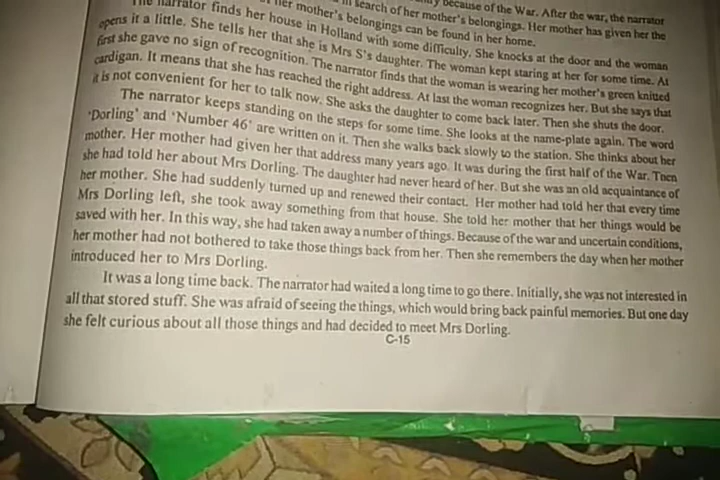 because of the War. After the war, the narrator
in search of her mother's belongings. Her mother has given her the
her mother's belongings can be found in her home.
The narrator finds her house in Holland with some difficulty. She knocks at the door and the woman
opens it a little. She tells her that she is Mrs S's daughter. The woman kept staring at her for some time. At
first she gave no sign of recognition. The narrator finds that the woman is wearing her mother's green knitted
cardigan. It means that she has reached the right address. At last the woman recognizes her. But she says that
it is not convenient for her to talk now. She asks the daughter to come back later. Then she shuts the door.
The narrator keeps standing on the steps for some time. She looks at the name-plate again. The word
'Dorling' and 'Number 46' are written on it. Then she walks back slowly to the station. She thinks about her
mother. Her mother had given her that address many years ago. It was during the first half of the War. Then
she had told her about Mrs Dorling. The daughter had never heard of her. But she was an old acquaintance of
her mother. She had suddenly turned up and renewed their contact. Her mother had told her that every time
Mrs Dorling left, she took away something from that house. She told her mother that her things would be
saved with her. In this way, she had taken away a number of things. Because of the war and uncertain conditions,
her mother had not bothered to take those things back from her. Then she remembers the day when her mother
introduced her to Mrs Dorling.
It was a long time back. The narrator had waited a long time to go there. Initially, she was not interested in
all that stored stuff. She was afraid of seeing the things, which would bring back painful memories. But one day
she felt curious about all those things and had decided to meet Mrs Dorling.
C-15